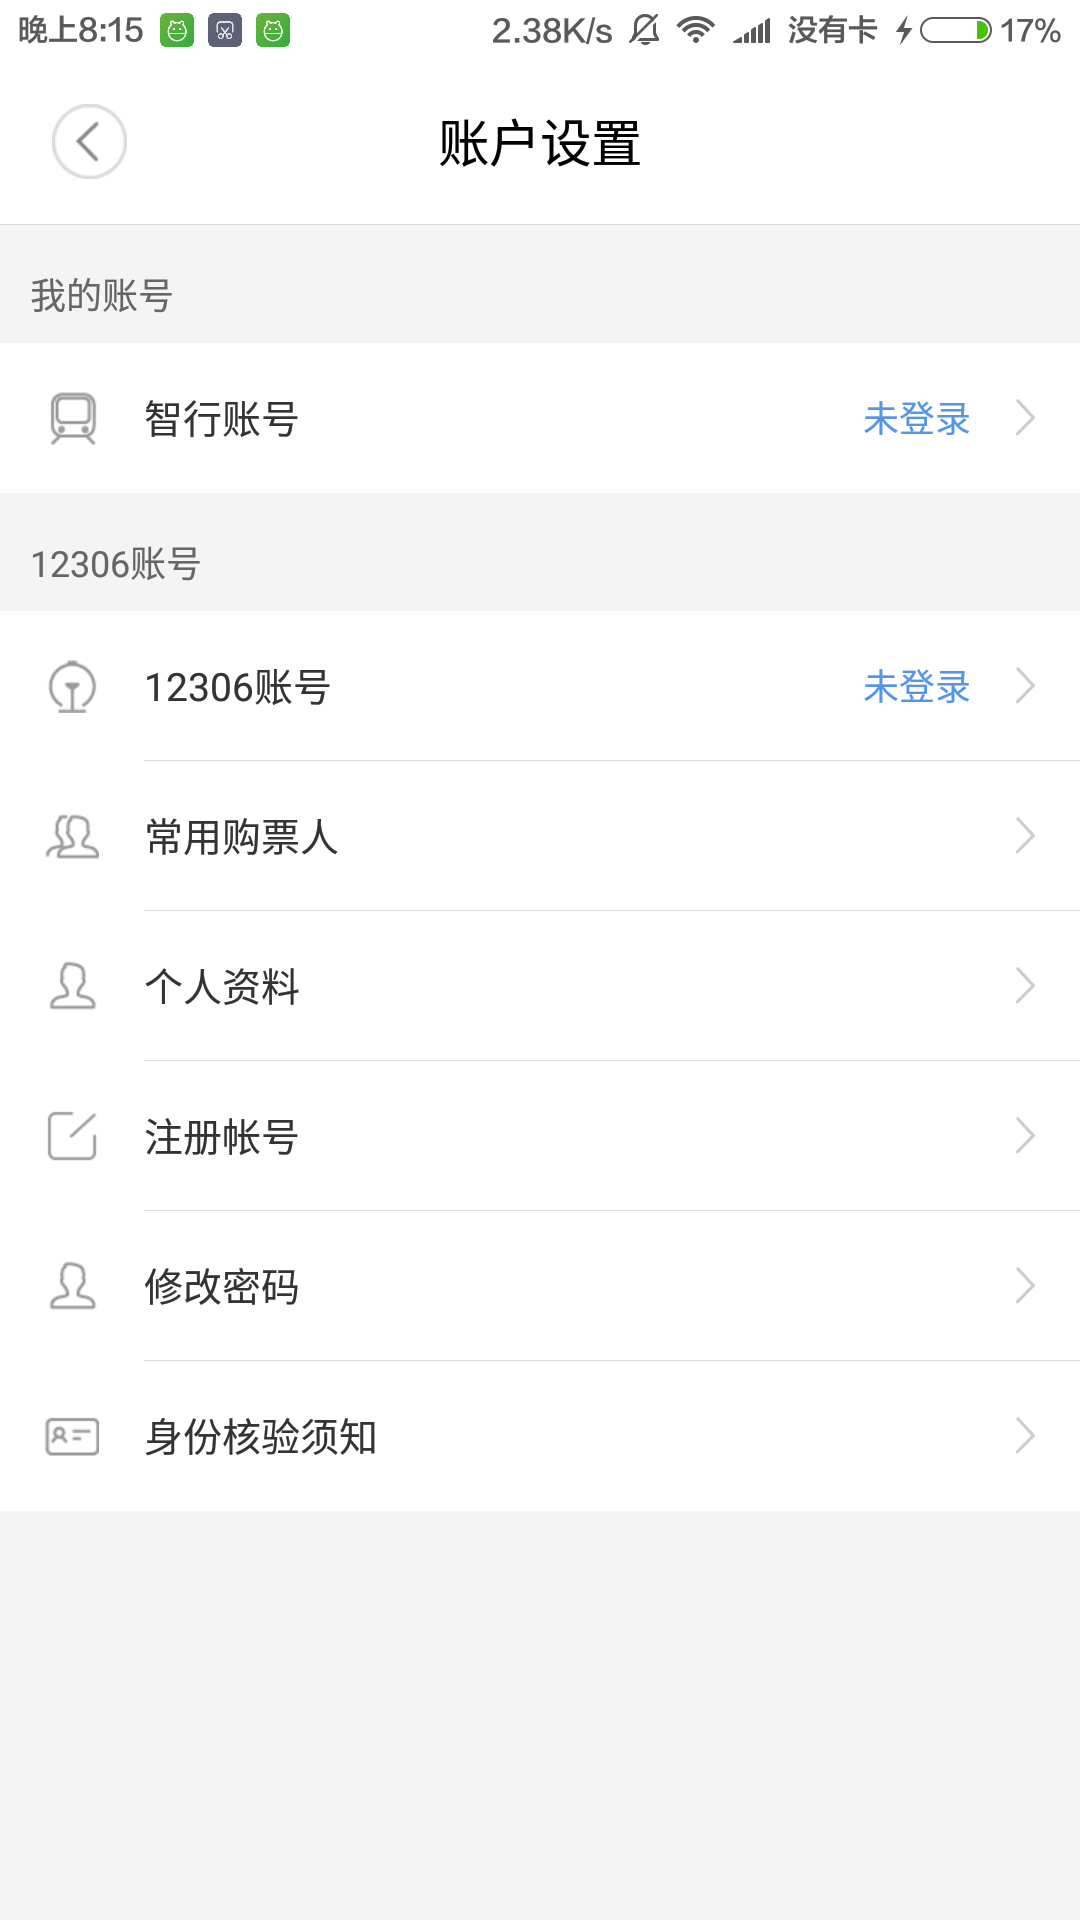 晚上8:15 2.38K/s 没有卡 17%
账户设置
我的账号
智行账号 未登录
12306账号
12306账号 未登录
常用购票人
个人资料
注册帐号
修改密码
身份核验须知